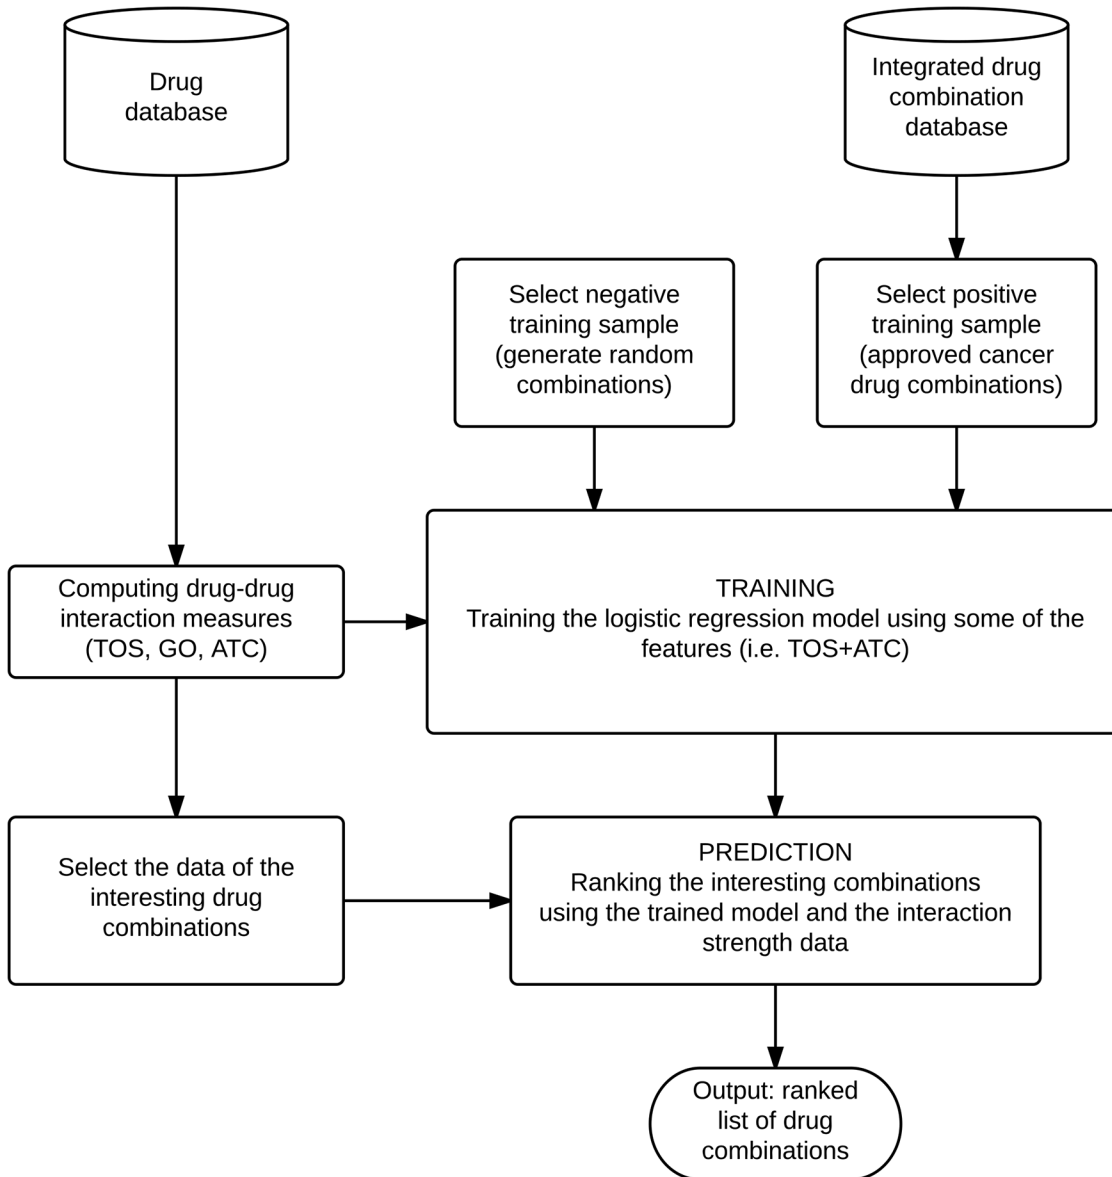 Drug
database
Integrated drug
combination
database
Select negative
training sample
(generate random
combinations)
Select positive
training sample
(approved cancer
drug combinations)
Computing drug-drug
interaction measures
(TOS, GO, ATC)
TRAINING
Training the logistic regression model using some of the
features (i.e. TOS+ATC)
Select the data of the
interesting drug
combinations
PREDICTION
Ranking the interesting combinations
using the trained model and the interaction
strength data
Output: ranked
list of drug
combinations